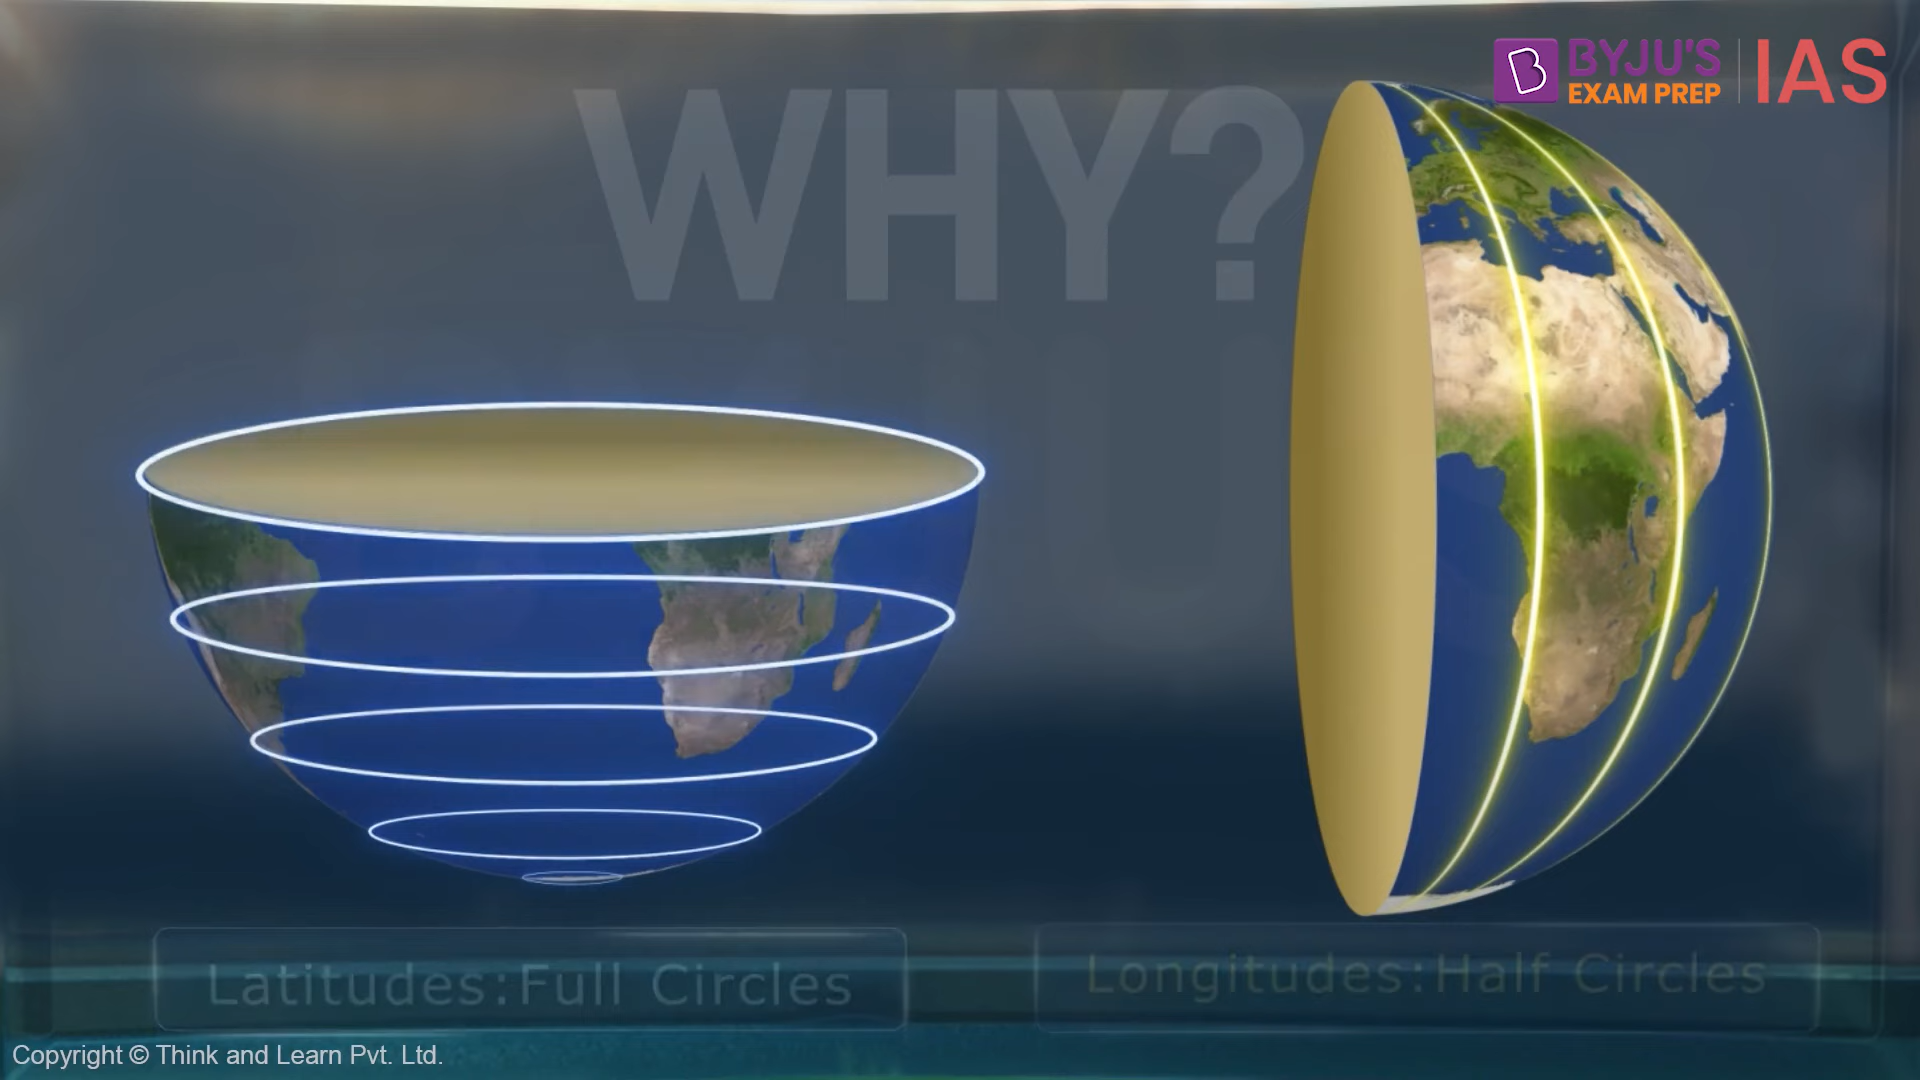 BYJU'S
EXAM PREP
IAS
WHY?
Latitudes:Full Circles
Longitudes:Half Circles
Copyright © Think and Learn Pvt. Ltd.